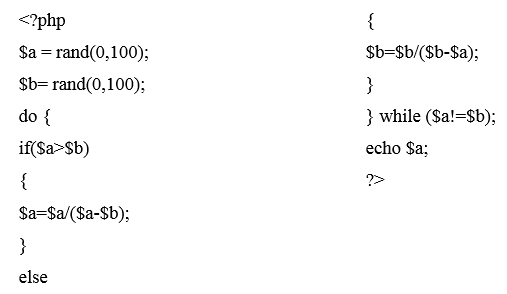 <?php
$a = rand(0,100);
$b= rand(0,100);
do {
if($a>$b)
{
$a=$a/($a-$b);
}
else
{
$b=$b/($b-$a);
}
} while ($a!=$b);
echo $a;
?>